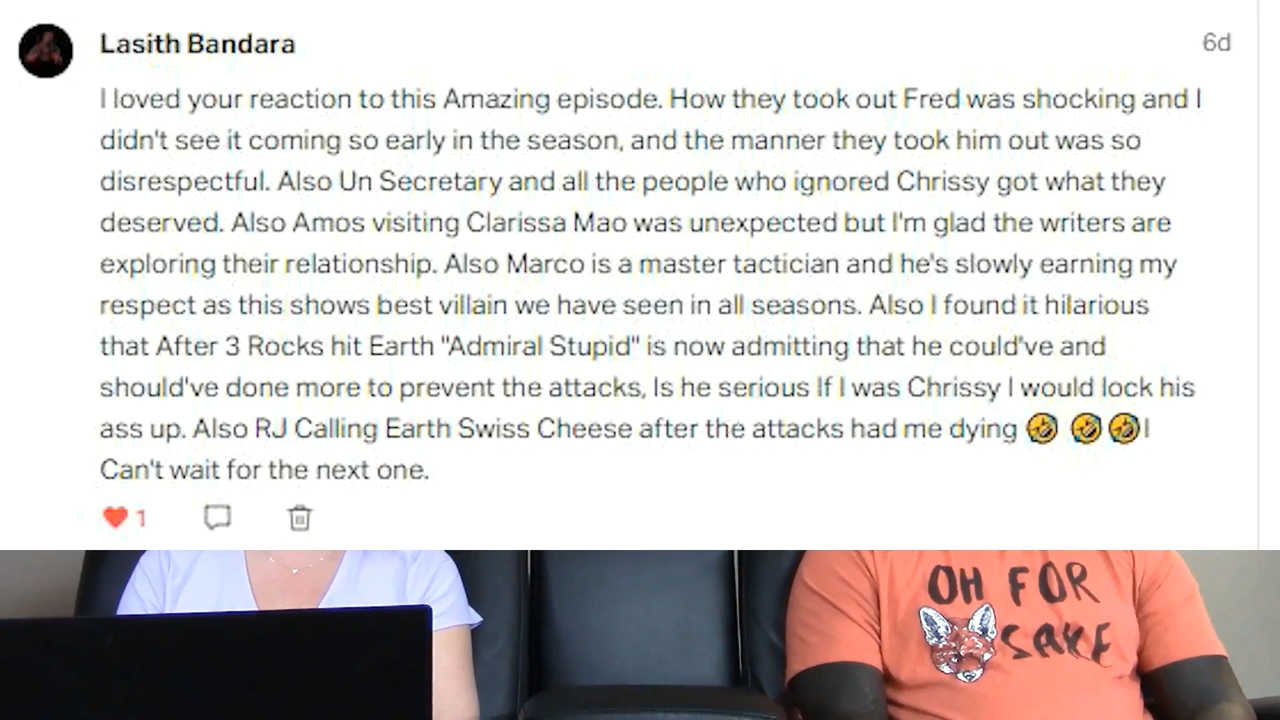 Lasith Bandara
6d
I loved your reaction to this Amazing episode. How they took out Fred was shocking and I
didn't see it coming so early in the season, and the manner they took him out was so
disrespectful. Also Un Secretary and all the people who ignored Chrissy got what they
deserved. Also Amos visiting Clarissa Mao was unexpected but I'm glad the writers are
exploring their relationship. Also Marco is a master tactician and he's slowly earning my
respect as this shows best villain we have seen in all seasons. Also I found it hilarious
that After 3 Rocks hit Earth "Admiral Stupid" is now admitting that he could've and
should've done more to prevent the attacks, Is he serious If I was Chrissy I would lock his
ass up. Also RJ Calling Earth Swiss Cheese after the attacks had me dying 🤣 🤣🤣I
Can't wait for the next one.
1
OH FOR
SAKE